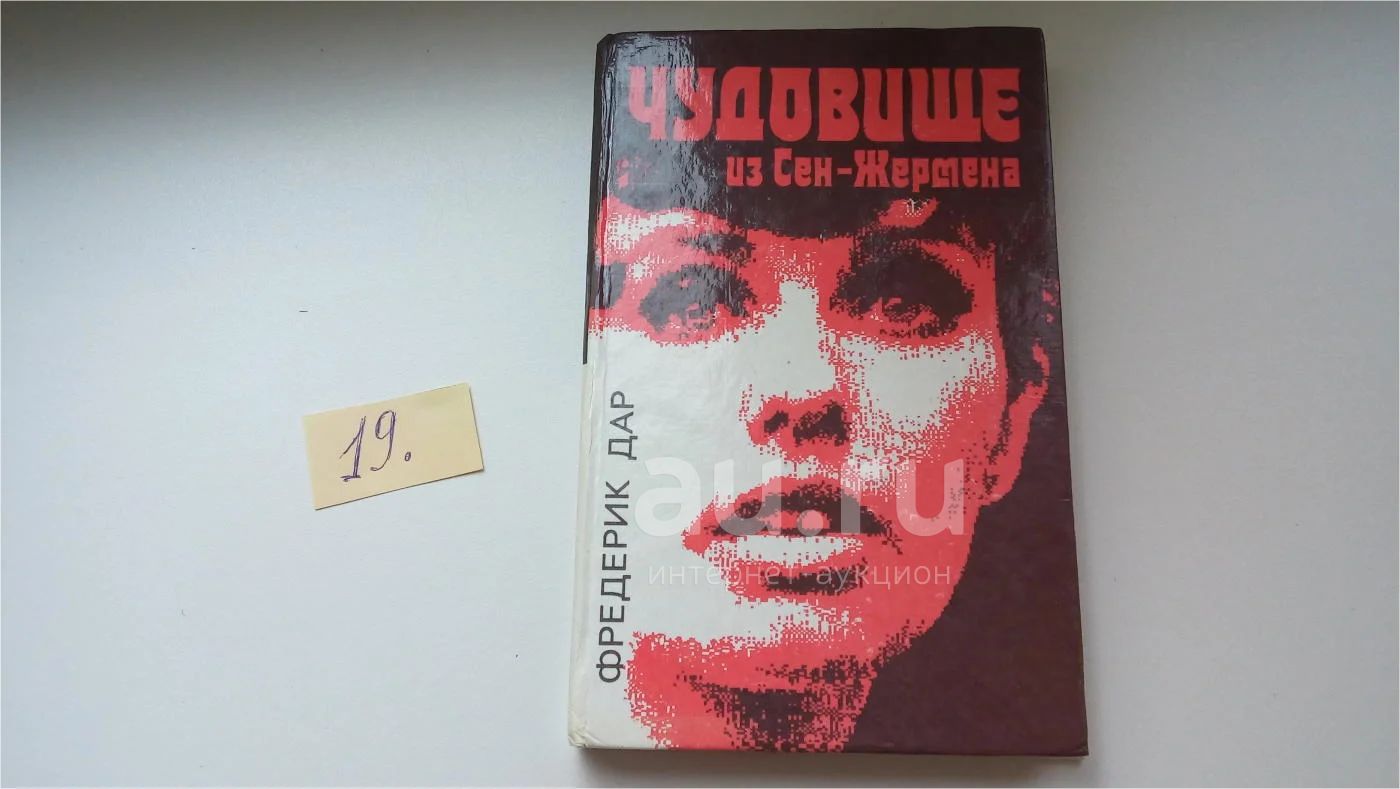 ЧУДОВИЩЕ
из Сен-Жермена
ФРЕДЕРИК ДАР
19.
au.ru
интернет аукцион